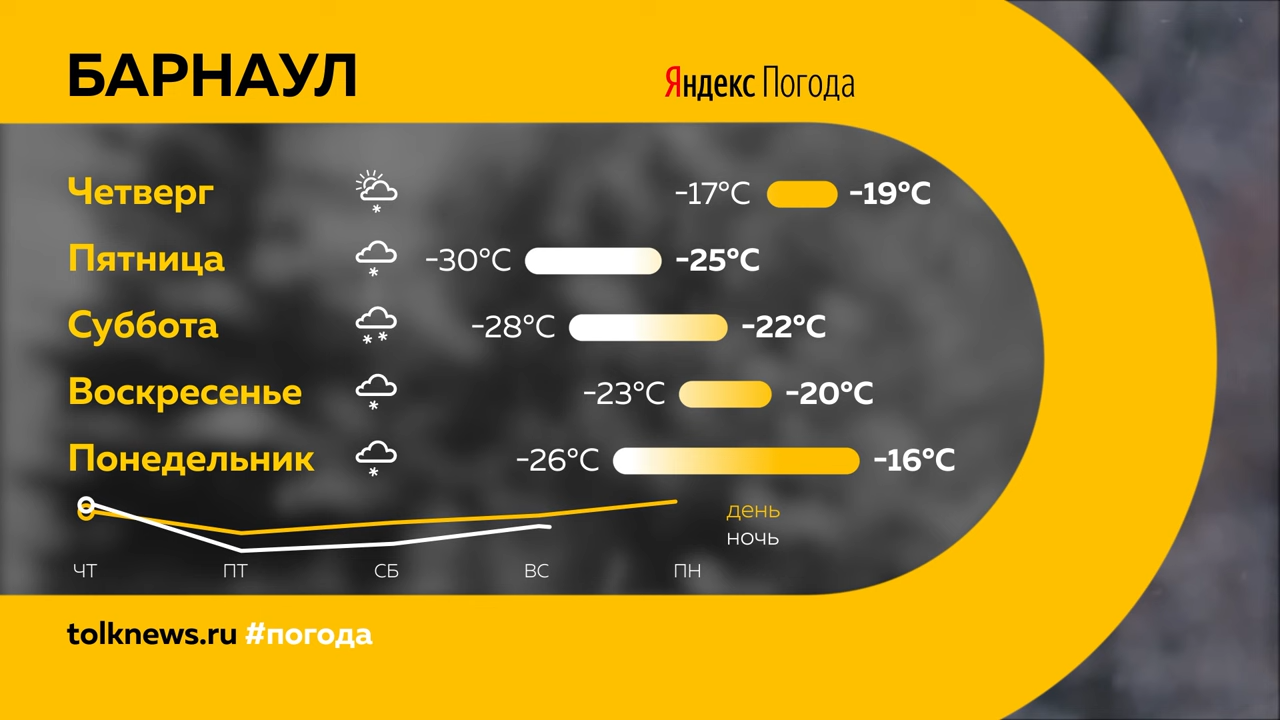 БАРНАУЛ
Яндекс Погода
Четверг -17°C -19°C
Пятница -30°C -25°C
Суббота -28°C -22°C
Воскресенье -23°C -20°C
Понедельник -26°C -16°C
день
ночь
ЧТ ПТ СБ ВС ПН
tolknews.ru #погода